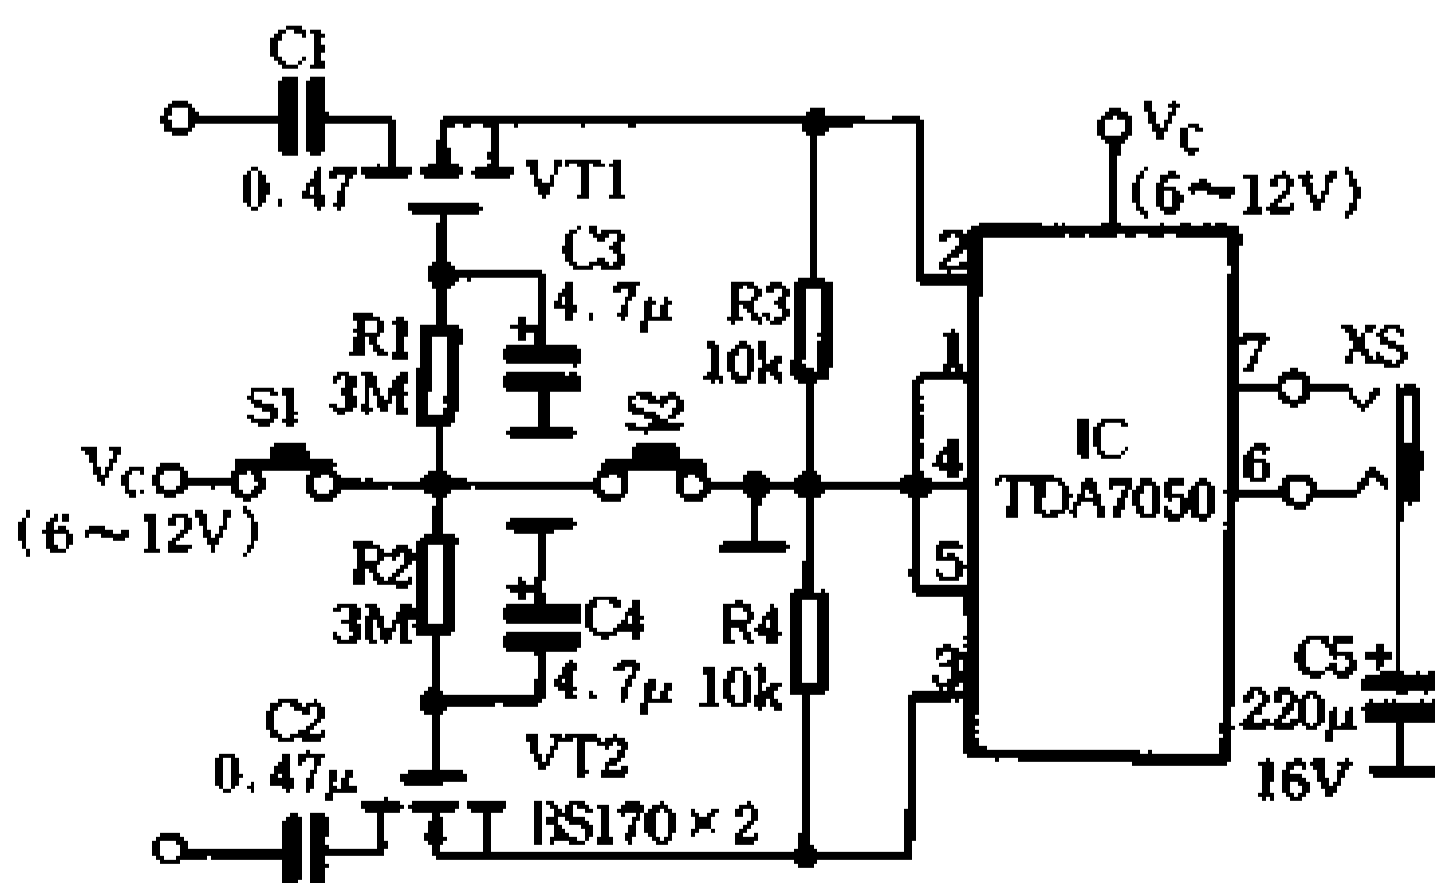 C1
0.47
VT1
C3
4.7μ
R1
3M
R3
10k
S1
S2
Vc
(6~12V)
Vc
(6~12V)
2
1
4
5
3
IC
TDA7050
7
6
XS
R2
3M
C4
4.7μ
R4
10k
C5
+
220μ
16V
C2
0.47μ
VT2
BS170×2
+
+